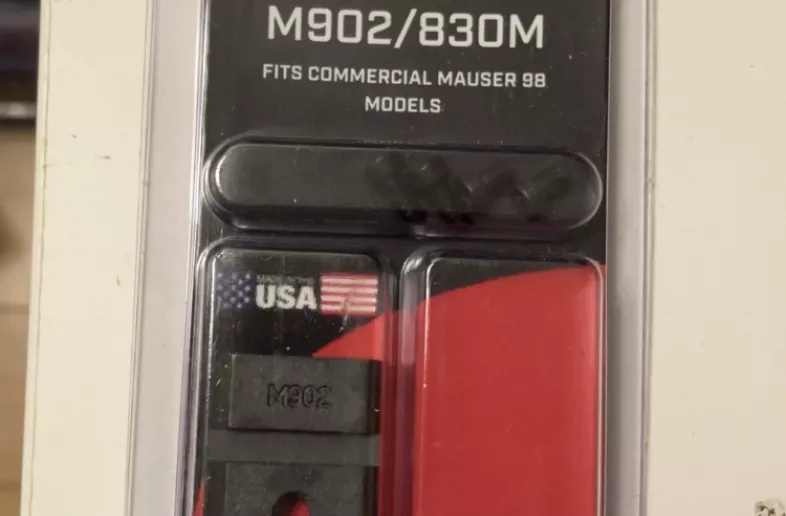 M902/830M
FITS COMMERCIAL MAUSER 98
MODELS
MADE IN THE
USA
M902